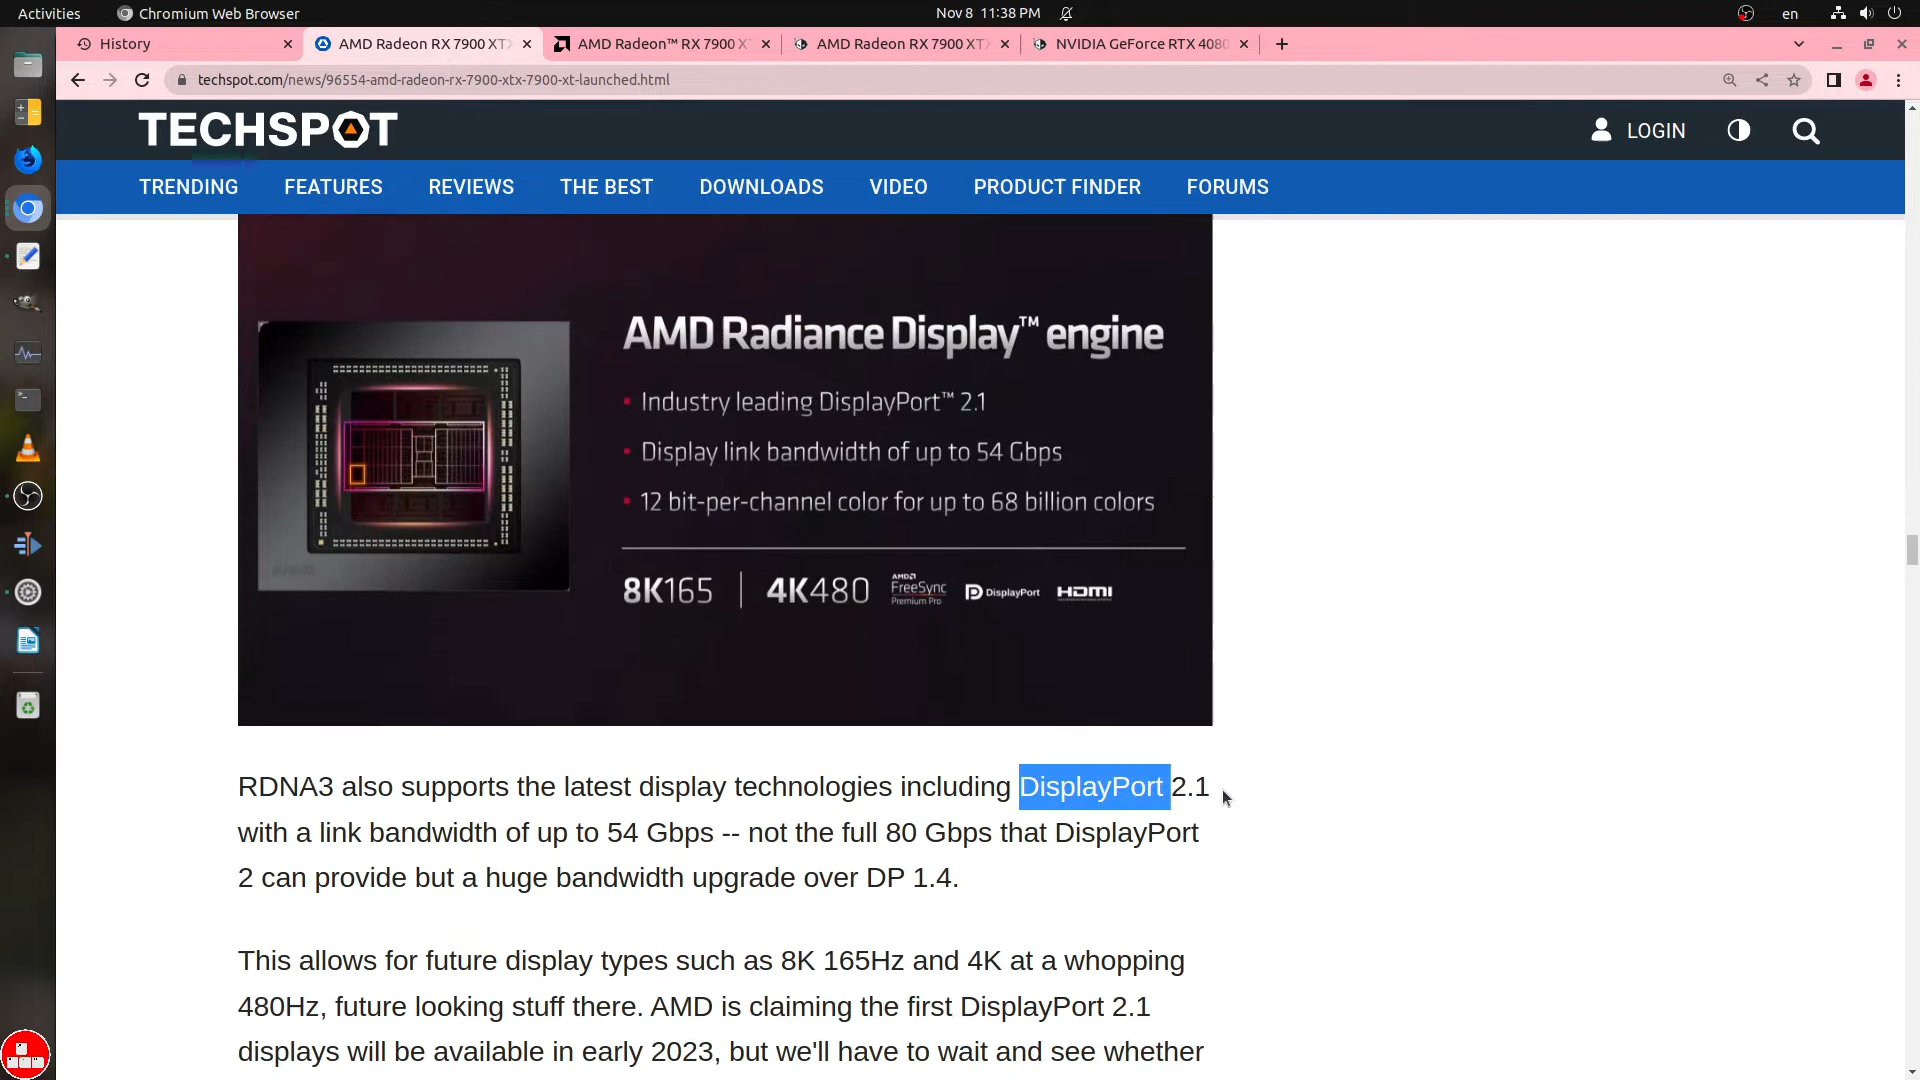 Activities
Chromium Web Browser
Nov 8 11:38 PM
en
History
AMD Radeon RX 7900 XTX
AMD Radeon™ RX 7900 X
AMD Radeon RX 7900 XTX
NVIDIA GeForce RTX 4080
techspot.com/news/96554-amd-radeon-rx-7900-xtx-7900-xt-launched.html
TECHSPOT
LOGIN
TRENDING FEATURES REVIEWS THE BEST DOWNLOADS VIDEO PRODUCT FINDER FORUMS
AMD Radiance Display™ engine
• Industry leading DisplayPort™ 2.1
• Display link bandwidth of up to 54 Gbps
• 12 bit-per-channel color for up to 68 billion colors
8K165 | 4K480 AMD FreeSync Premium Pro DisplayPort HDMI
RDNA3 also supports the latest display technologies including DisplayPort 2.1
with a link bandwidth of up to 54 Gbps -- not the full 80 Gbps that DisplayPort
2 can provide but a huge bandwidth upgrade over DP 1.4.
This allows for future display types such as 8K 165Hz and 4K at a whopping
480Hz, future looking stuff there. AMD is claiming the first DisplayPort 2.1
displays will be available in early 2023, but we'll have to wait and see whether